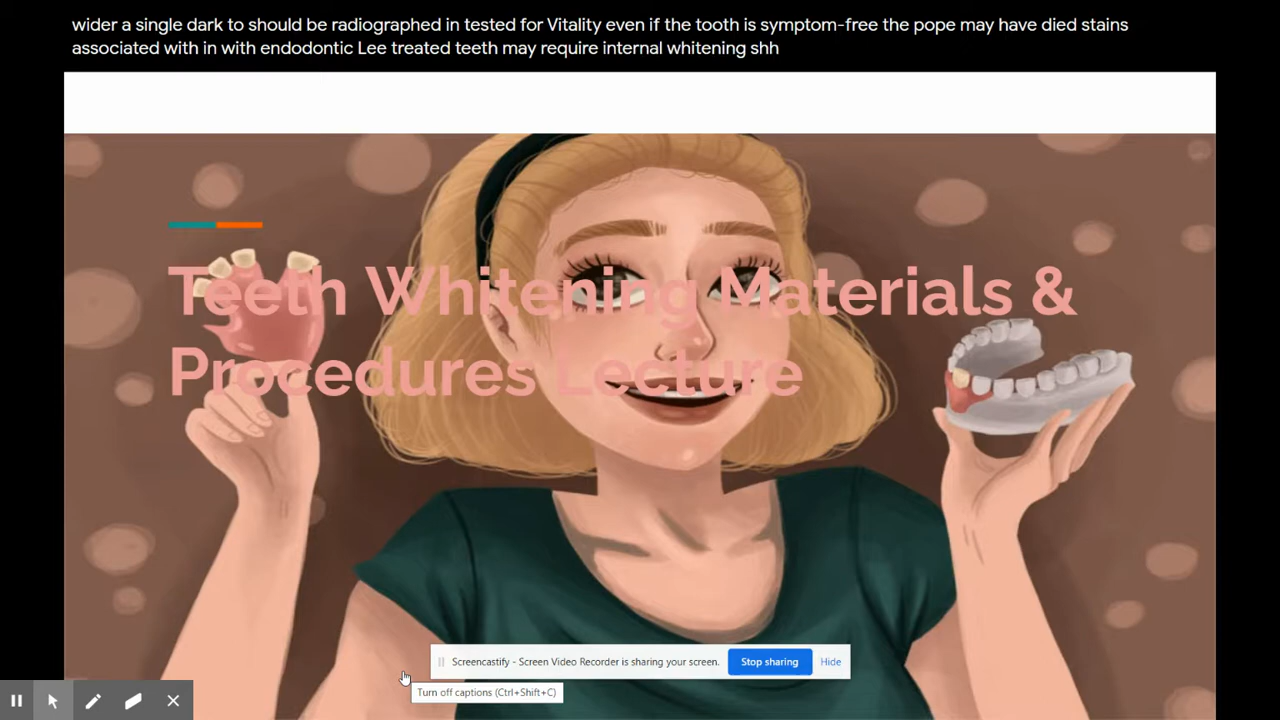 wider a single dark to should be radiographed in tested for Vitality even if the tooth is symptom-free the pope may have died stains
associated with in with endodontic Lee treated teeth may require internal whitening shh
Teeth Whitening Materials &
Procedures Lecture
Screencastify - Screen Video Recorder is sharing your screen.
Stop sharing
Hide
Turn off captions (Ctrl+Shift+C)